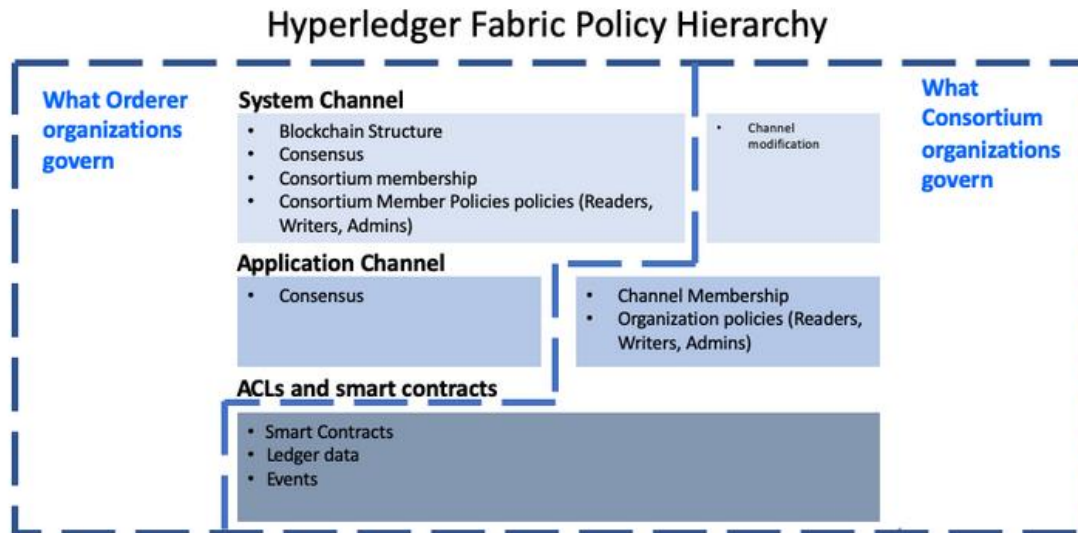 Hyperledger Fabric Policy Hierarchy
What Orderer
organizations
govern
System Channel
• Blockchain Structure
• Consensus
• Consortium membership
• Consortium Member Policies policies (Readers,
Writers, Admins)
• Channel
modification
What
Consortium
organizations
govern
Application Channel
• Consensus
• Channel Membership
• Organization policies (Readers,
Writers, Admins)
ACLs and smart contracts
• Smart Contracts
• Ledger data
• Events